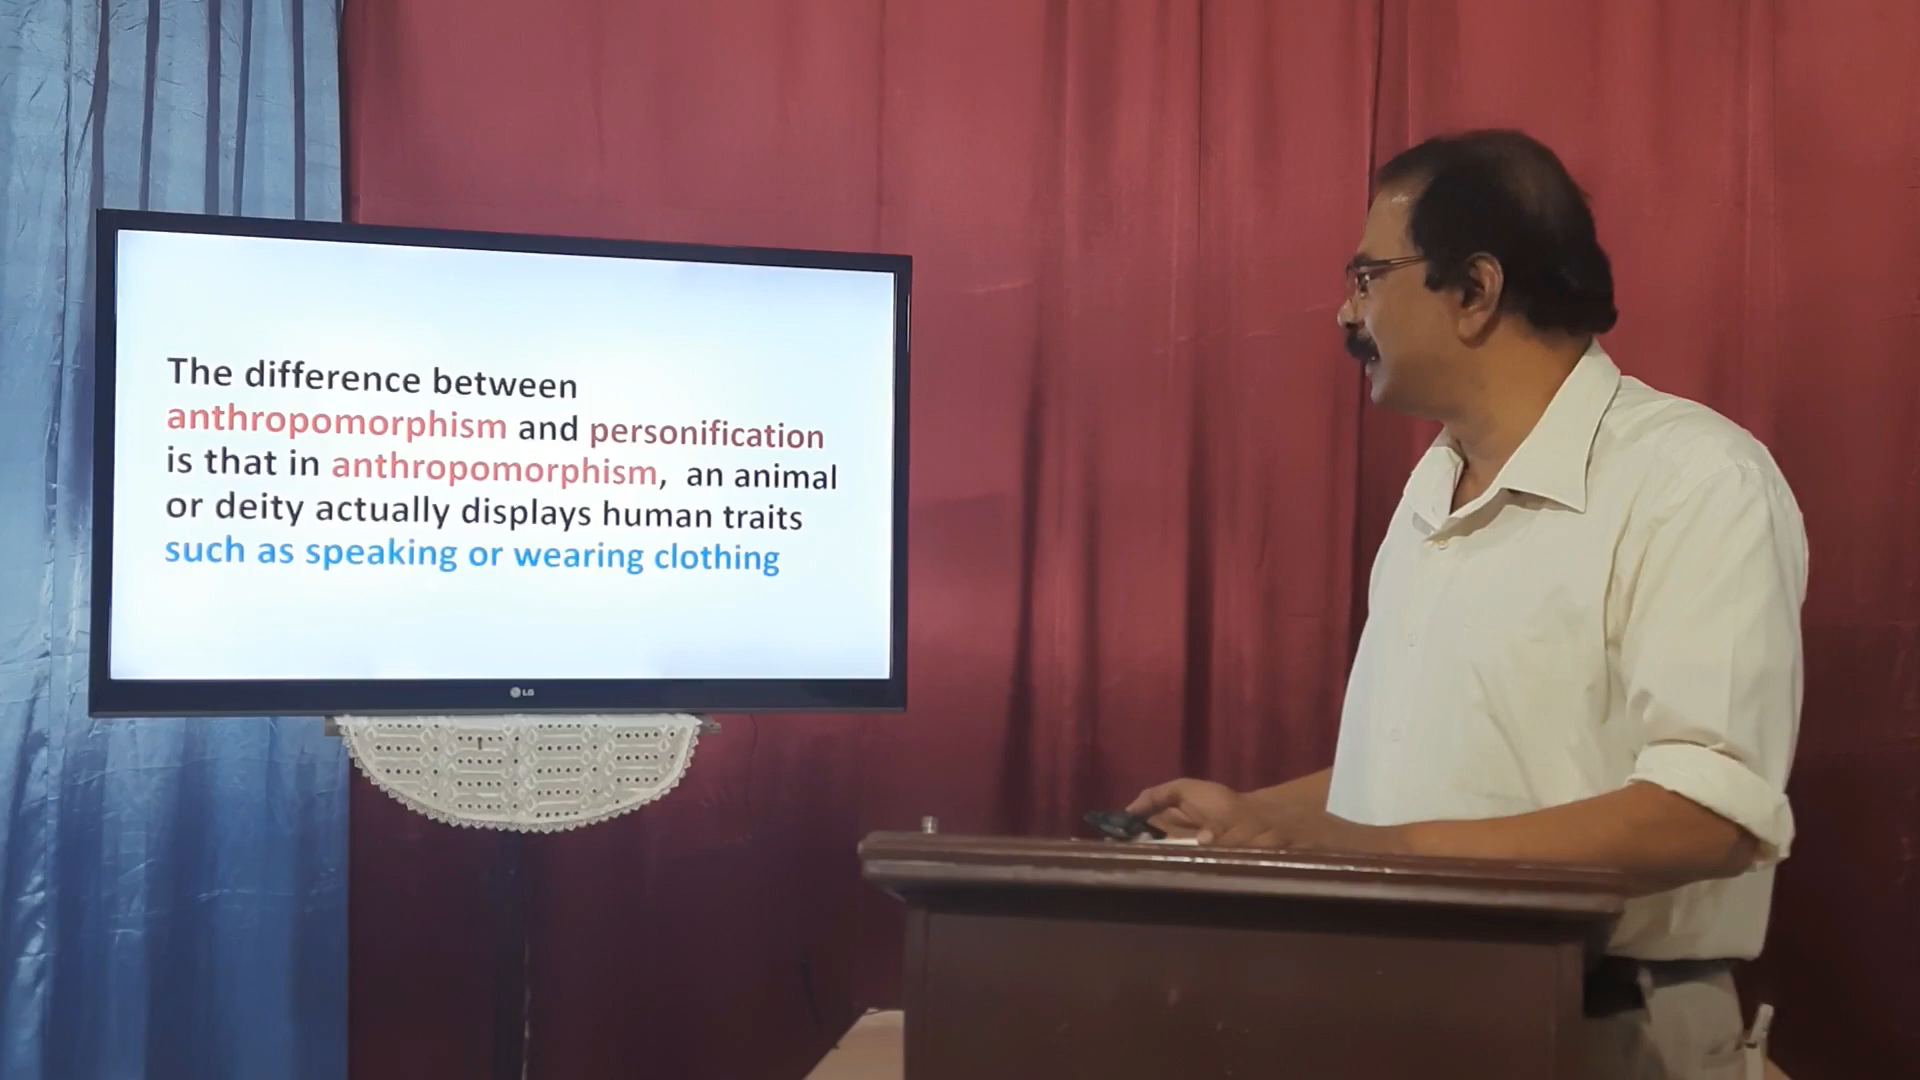 The difference between
anthropomorphism and personification
is that in anthropomorphism, an animal
or deity actually displays human traits
such as speaking or wearing clothing
LG